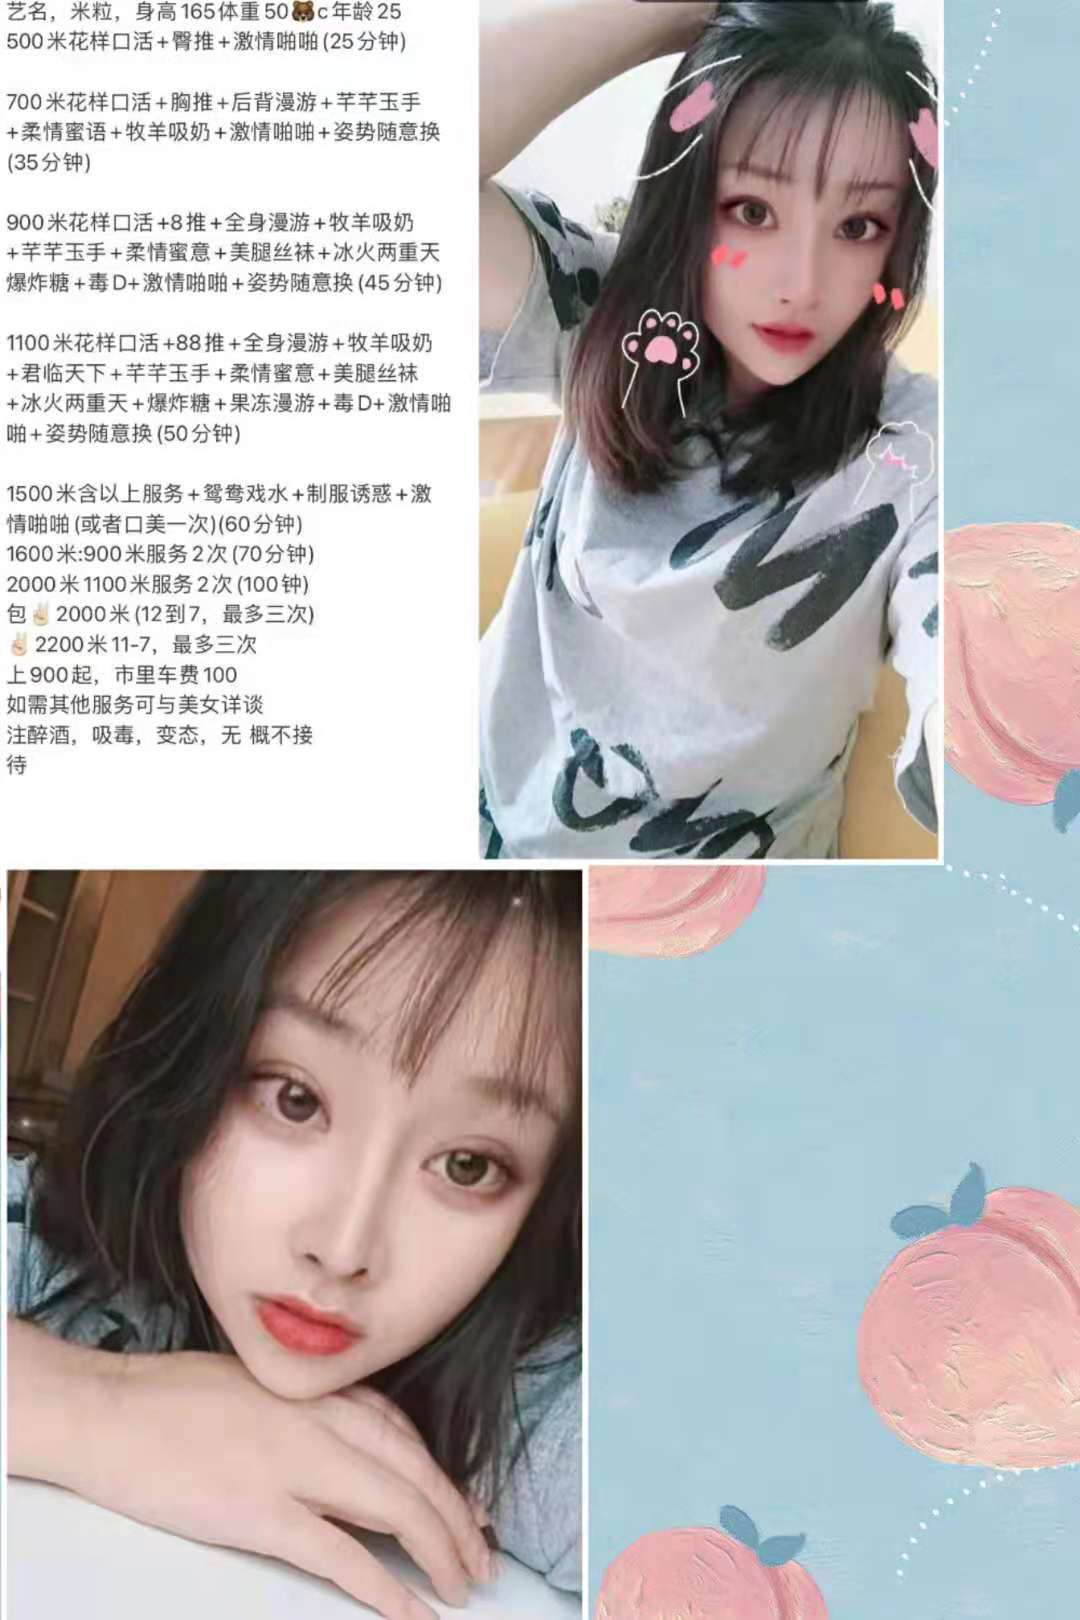 艺名，米粒，身高165体重50🐻c年龄25
500米花样口活+臀推+激情啪啪(25分钟)
700米花样口活+胸推+后背漫游+芊芊玉手
+柔情蜜语+牧羊吸奶+激情啪啪+姿势随意换
(35分钟)
900米花样口活+8推+全身漫游+牧羊吸奶
+芊芊玉手+柔情蜜意+美腿丝袜+冰火两重天
爆炸糖+毒D+激情啪啪+姿势随意换(45分钟)
1100米花样口活+88推+全身漫游+牧羊吸奶
+君临天下+芊芊玉手+柔情蜜意+美腿丝袜
+冰火两重天+爆炸糖+果冻漫游+毒D+激情啪
啪+姿势随意换(50分钟)
1500米含以上服务+鸳鸯戏水+制服诱惑+激
情啪啪(或者口美一次)(60分钟)
1600米:900米服务2次(70分钟)
2000米1100米服务2次(100钟)
包✌🏻2000米(12到7，最多三次)
✌🏻2200米11-7，最多三次
上900起，市里车费100
如需其他服务可与美女详谈
注醉酒，吸毒，变态，无 概不接
待